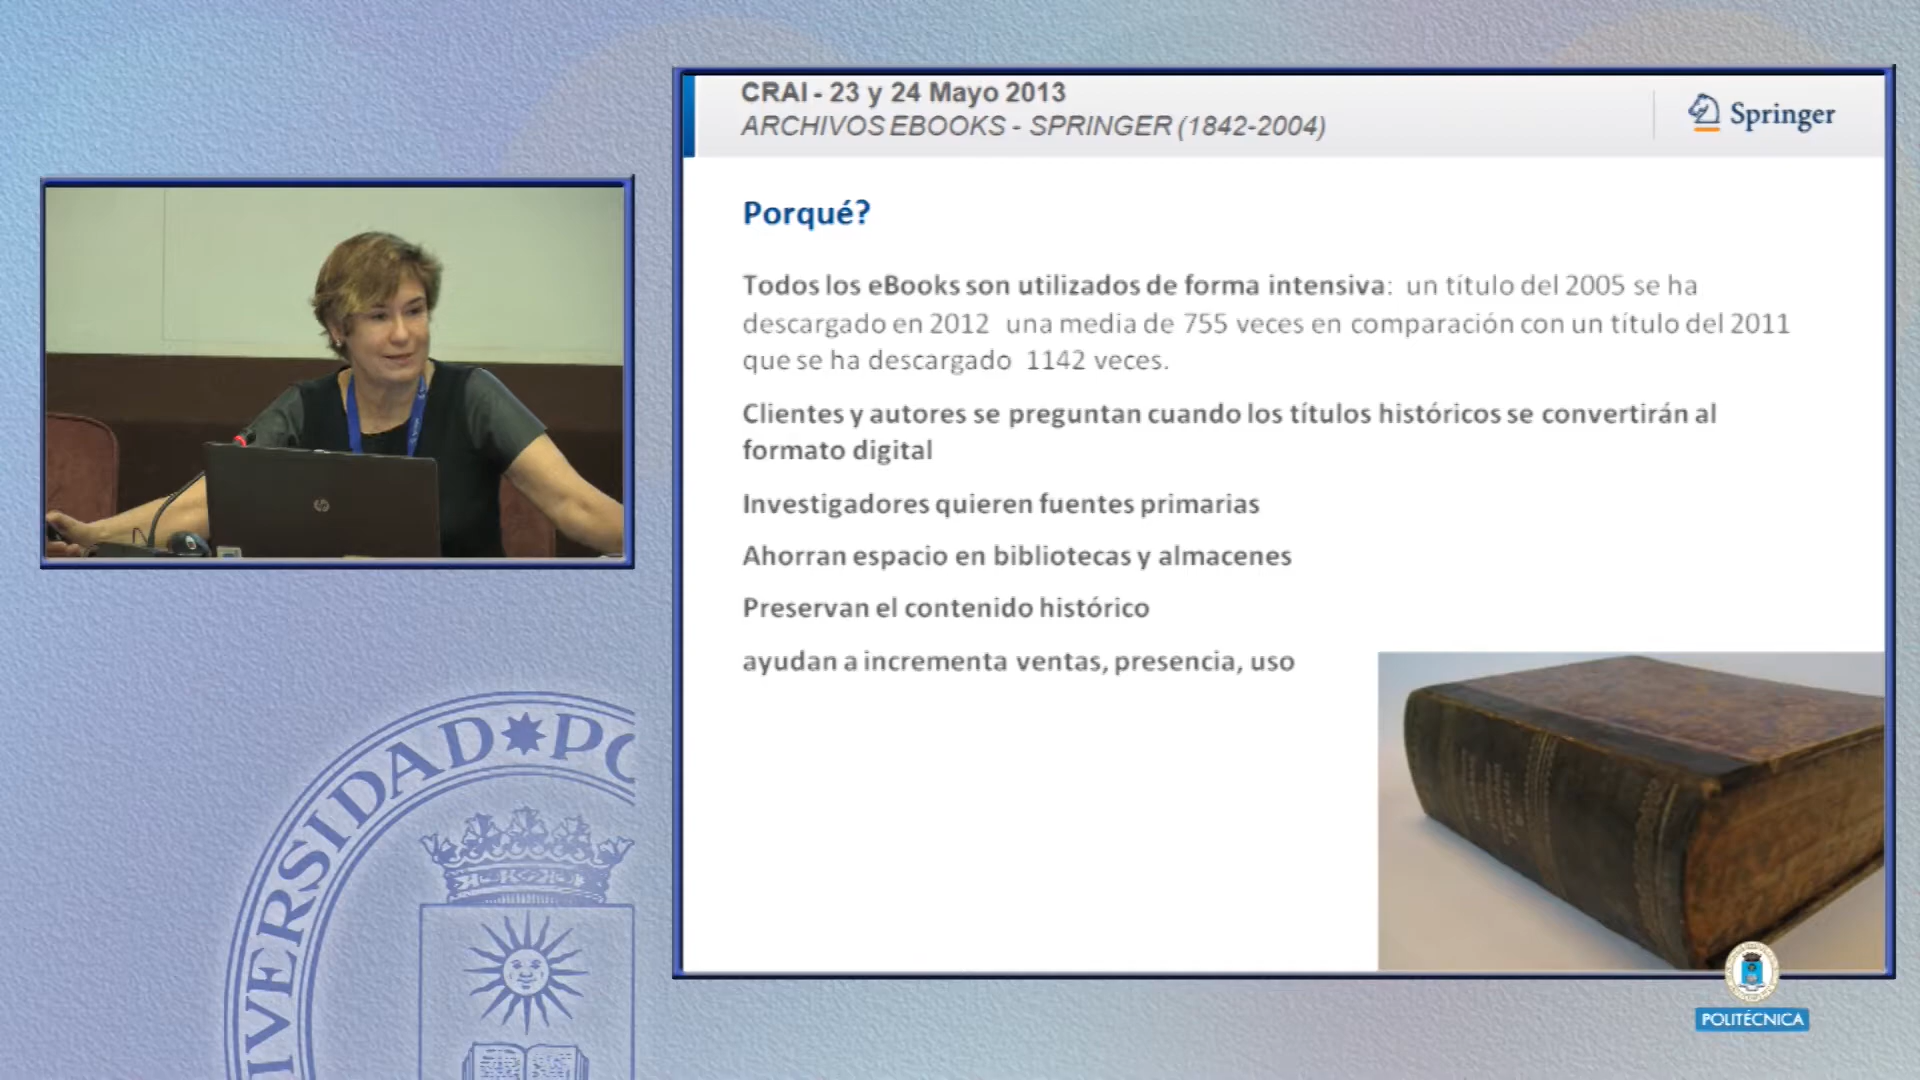 CRAI - 23 y 24 Mayo 2013
ARCHIVOS EBOOKS - SPRINGER (1842-2004)
Springer
Porqué?
Todos los eBooks son utilizados de forma intensiva: un título del 2005 se ha
descargado en 2012 una media de 755 veces en comparación con un título del 2011
que se ha descargado 1142 veces.
Clientes y autores se preguntan cuando los títulos históricos se convertirán al
formato digital
Investigadores quieren fuentes primarias
Ahorran espacio en bibliotecas y almacenes
Preservan el contenido histórico
ayudan a incrementa ventas, presencia, uso
IVERSIDAD PO
hp
POLITÉCNICA